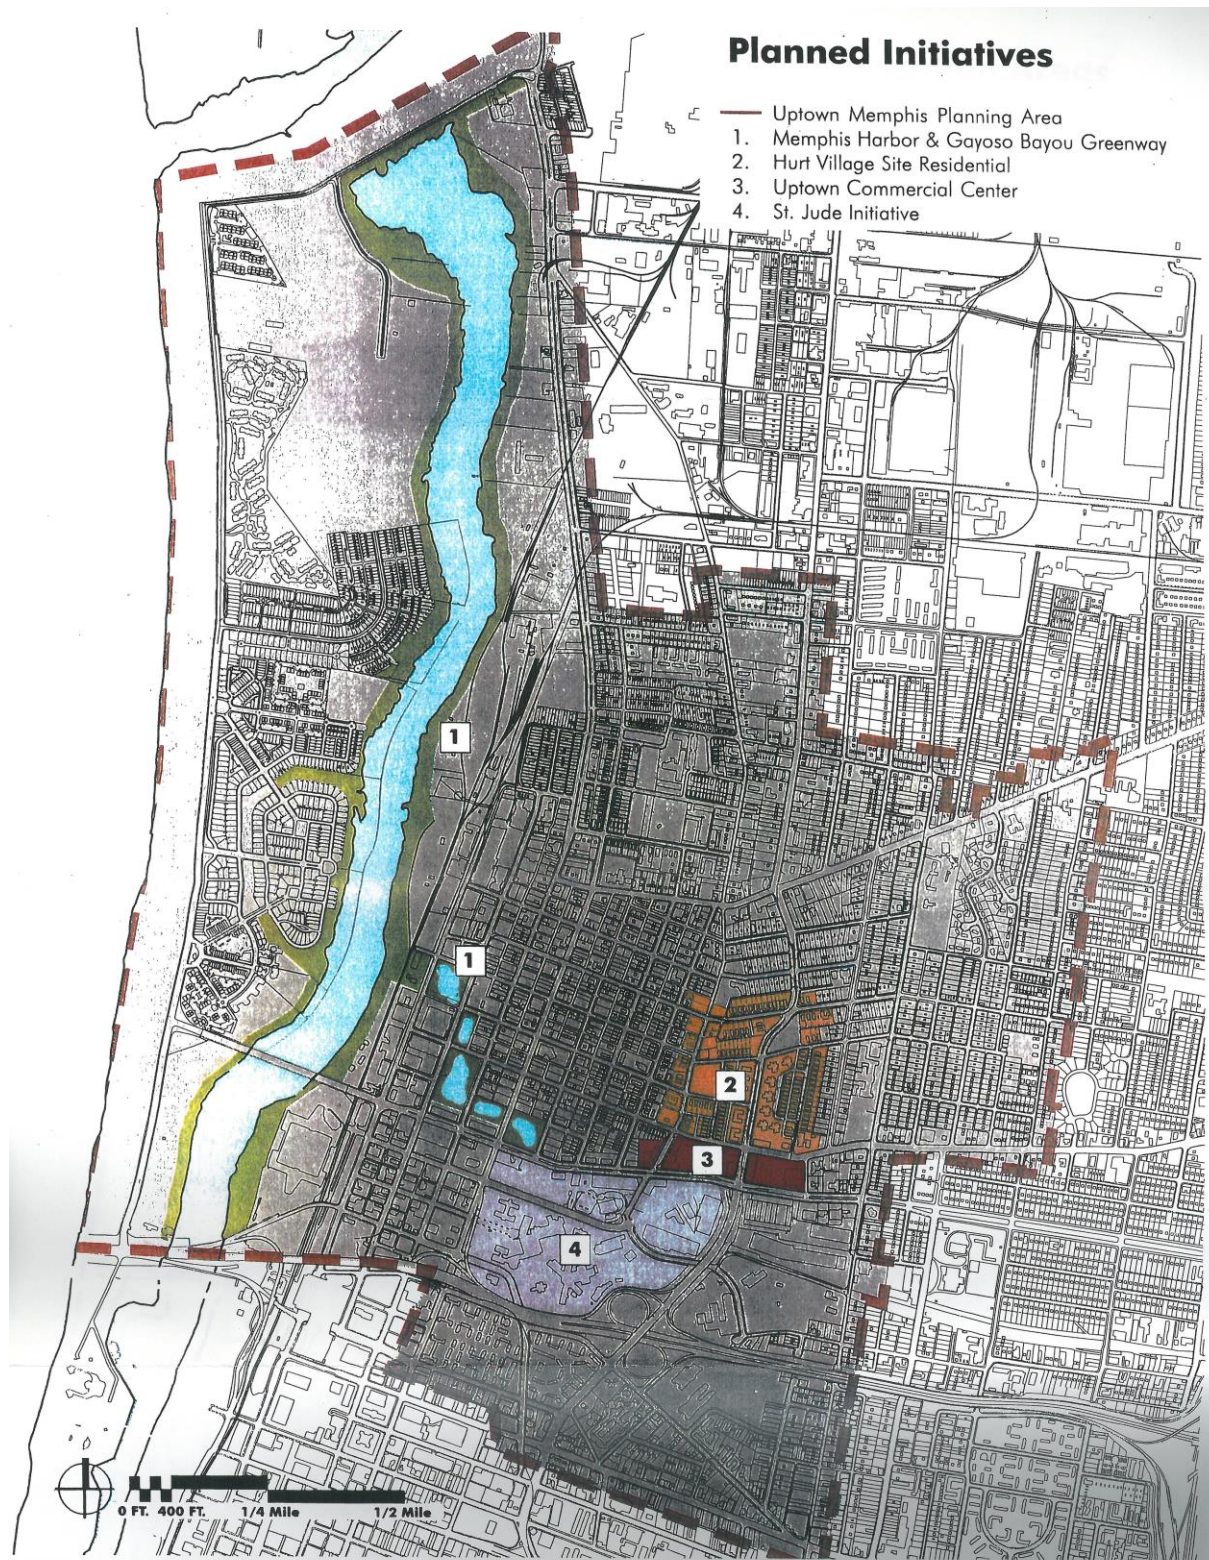 Planned Initiatives
Uptown Memphis Planning Area
1. Memphis Harbor & Gayoso Bayou Greenway
2. Hurt Village Site Residential
3. Uptown Commercial Center
4. St. Jude Initiative
1
1
2
3
4
0 FT. 400 FT. 1/4 Mile 1/2 Mile